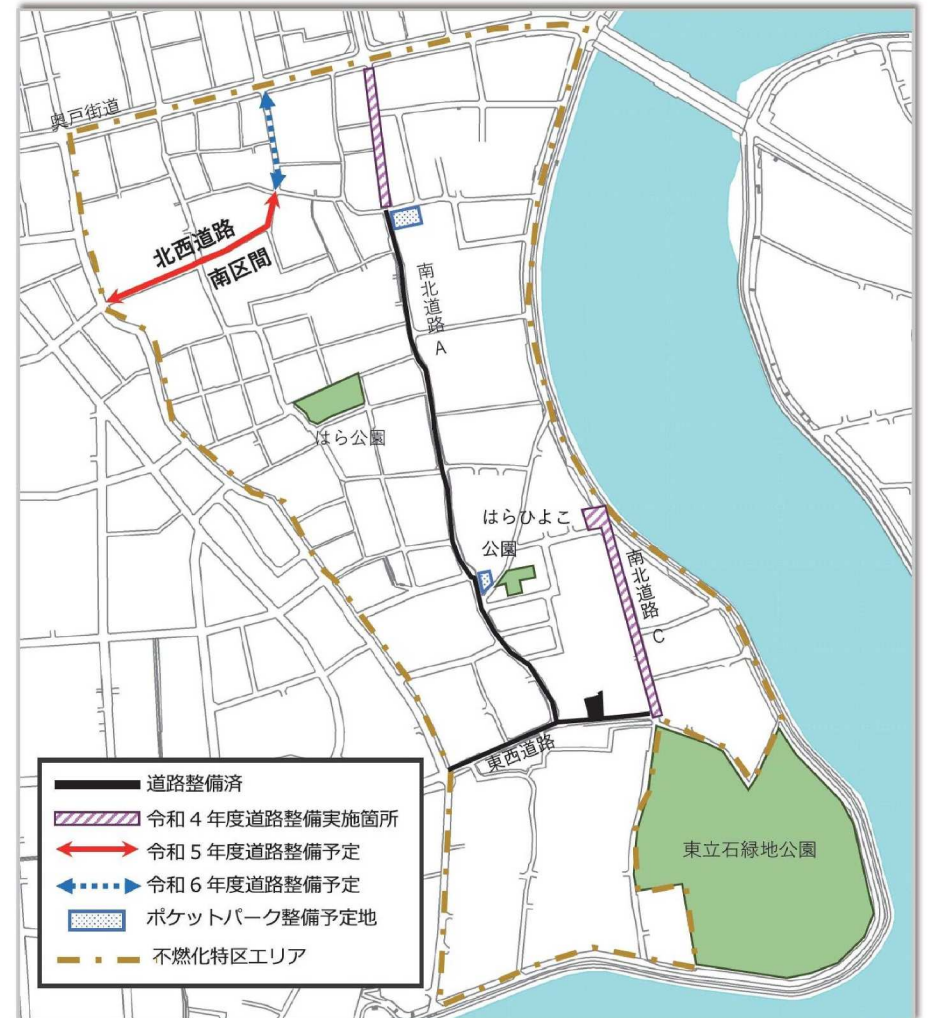 奥戸街道
北西道路
南区間
南北道路 A
はら公園
はらひよこ
公園
南北道路 C
東西道路
東立石緑地公園
道路整備済
令和４年度道路整備実施箇所
令和５年度道路整備予定
令和６年度道路整備予定
ポケットパーク整備予定地
不燃化特区エリア